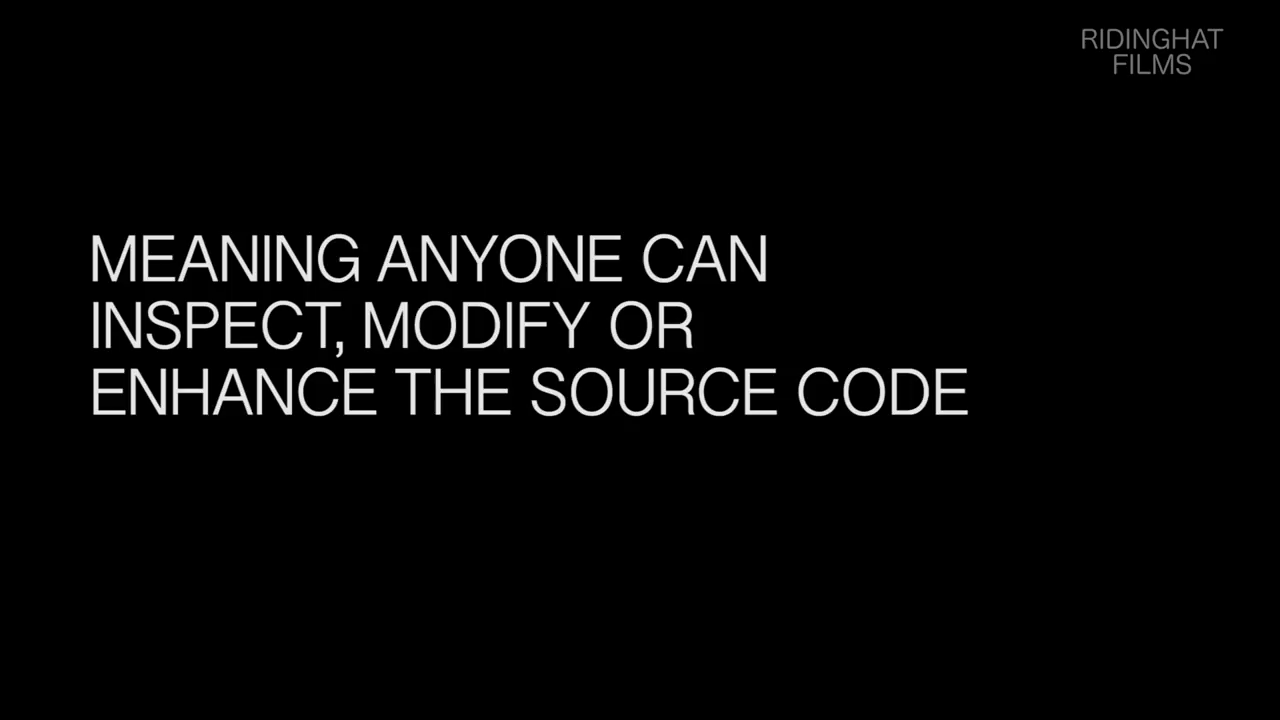 RIDINGHAT
FILMS
MEANING ANYONE CAN
INSPECT, MODIFY OR
ENHANCE THE SOURCE CODE